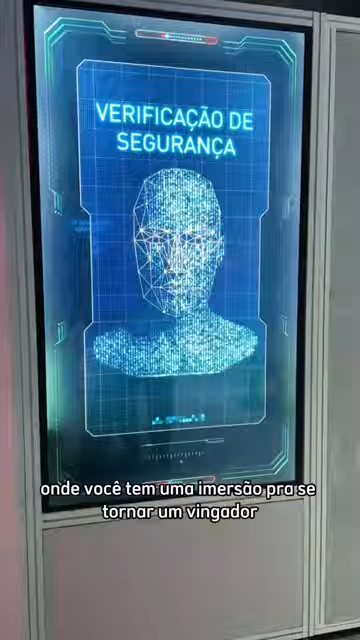 VERIFICAÇÃO DE
SEGURANÇA
onde você tem uma imersão pra se
tornar um vingador